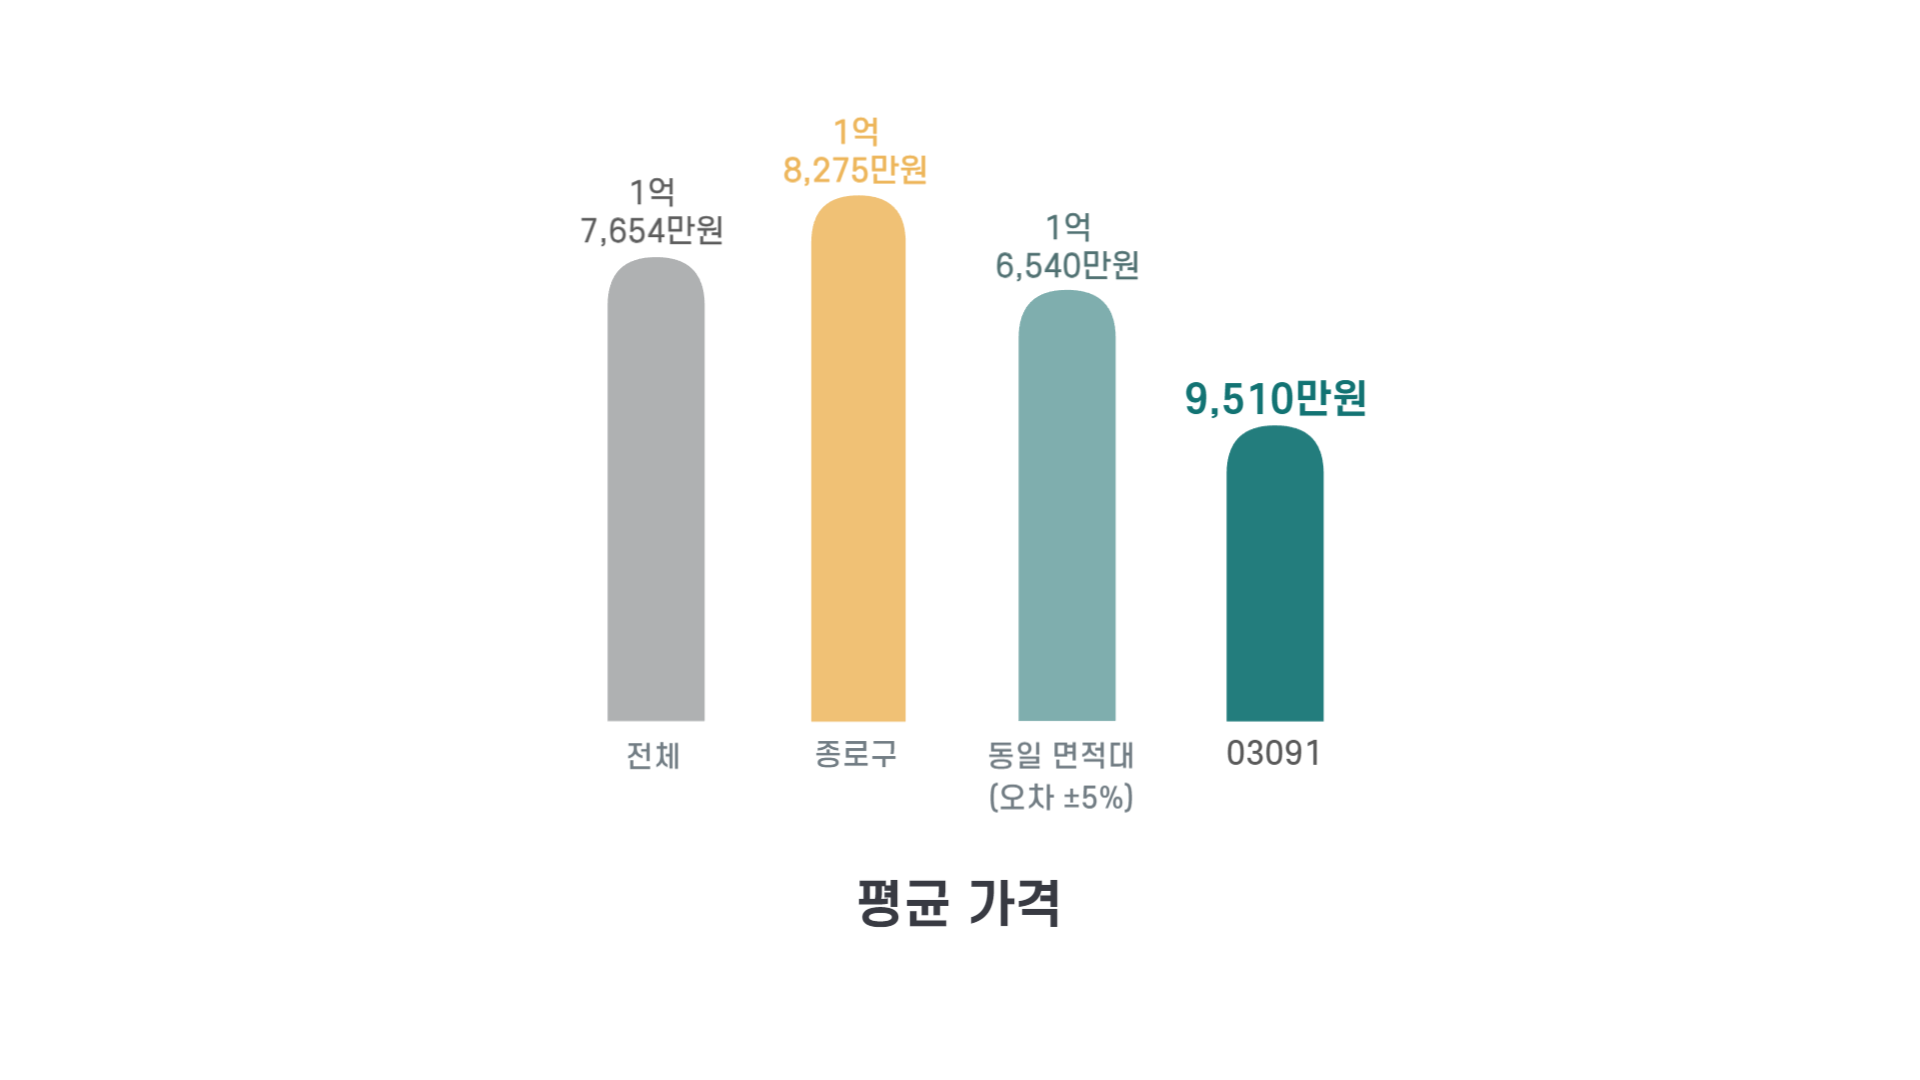 1억
7,654만원
1억
8,275만원
1억
6,540만원
9,510만원
전체
종로구
동일 면적대
(오차 ±5%)
03091
평균 가격